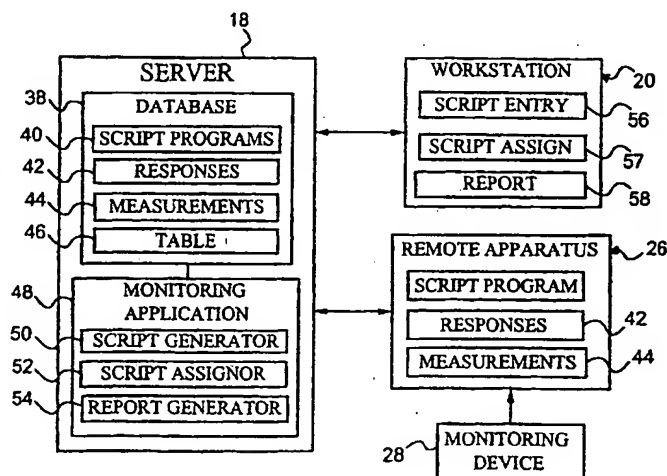 18
SERVER
38
DATABASE
40
SCRIPT PROGRAMS
42
RESPONSES
44
MEASUREMENTS
46
TABLE
48
MONITORING
APPLICATION
50
SCRIPT GENERATOR
52
SCRIPT ASSIGNOR
54
REPORT GENERATOR
WORKSTATION
20
SCRIPT ENTRY
56
SCRIPT ASSIGN
57
REPORT
58
REMOTE APPARATUS
26
SCRIPT PROGRAM
RESPONSES
42
MEASUREMENTS
44
28
MONITORING
DEVICE